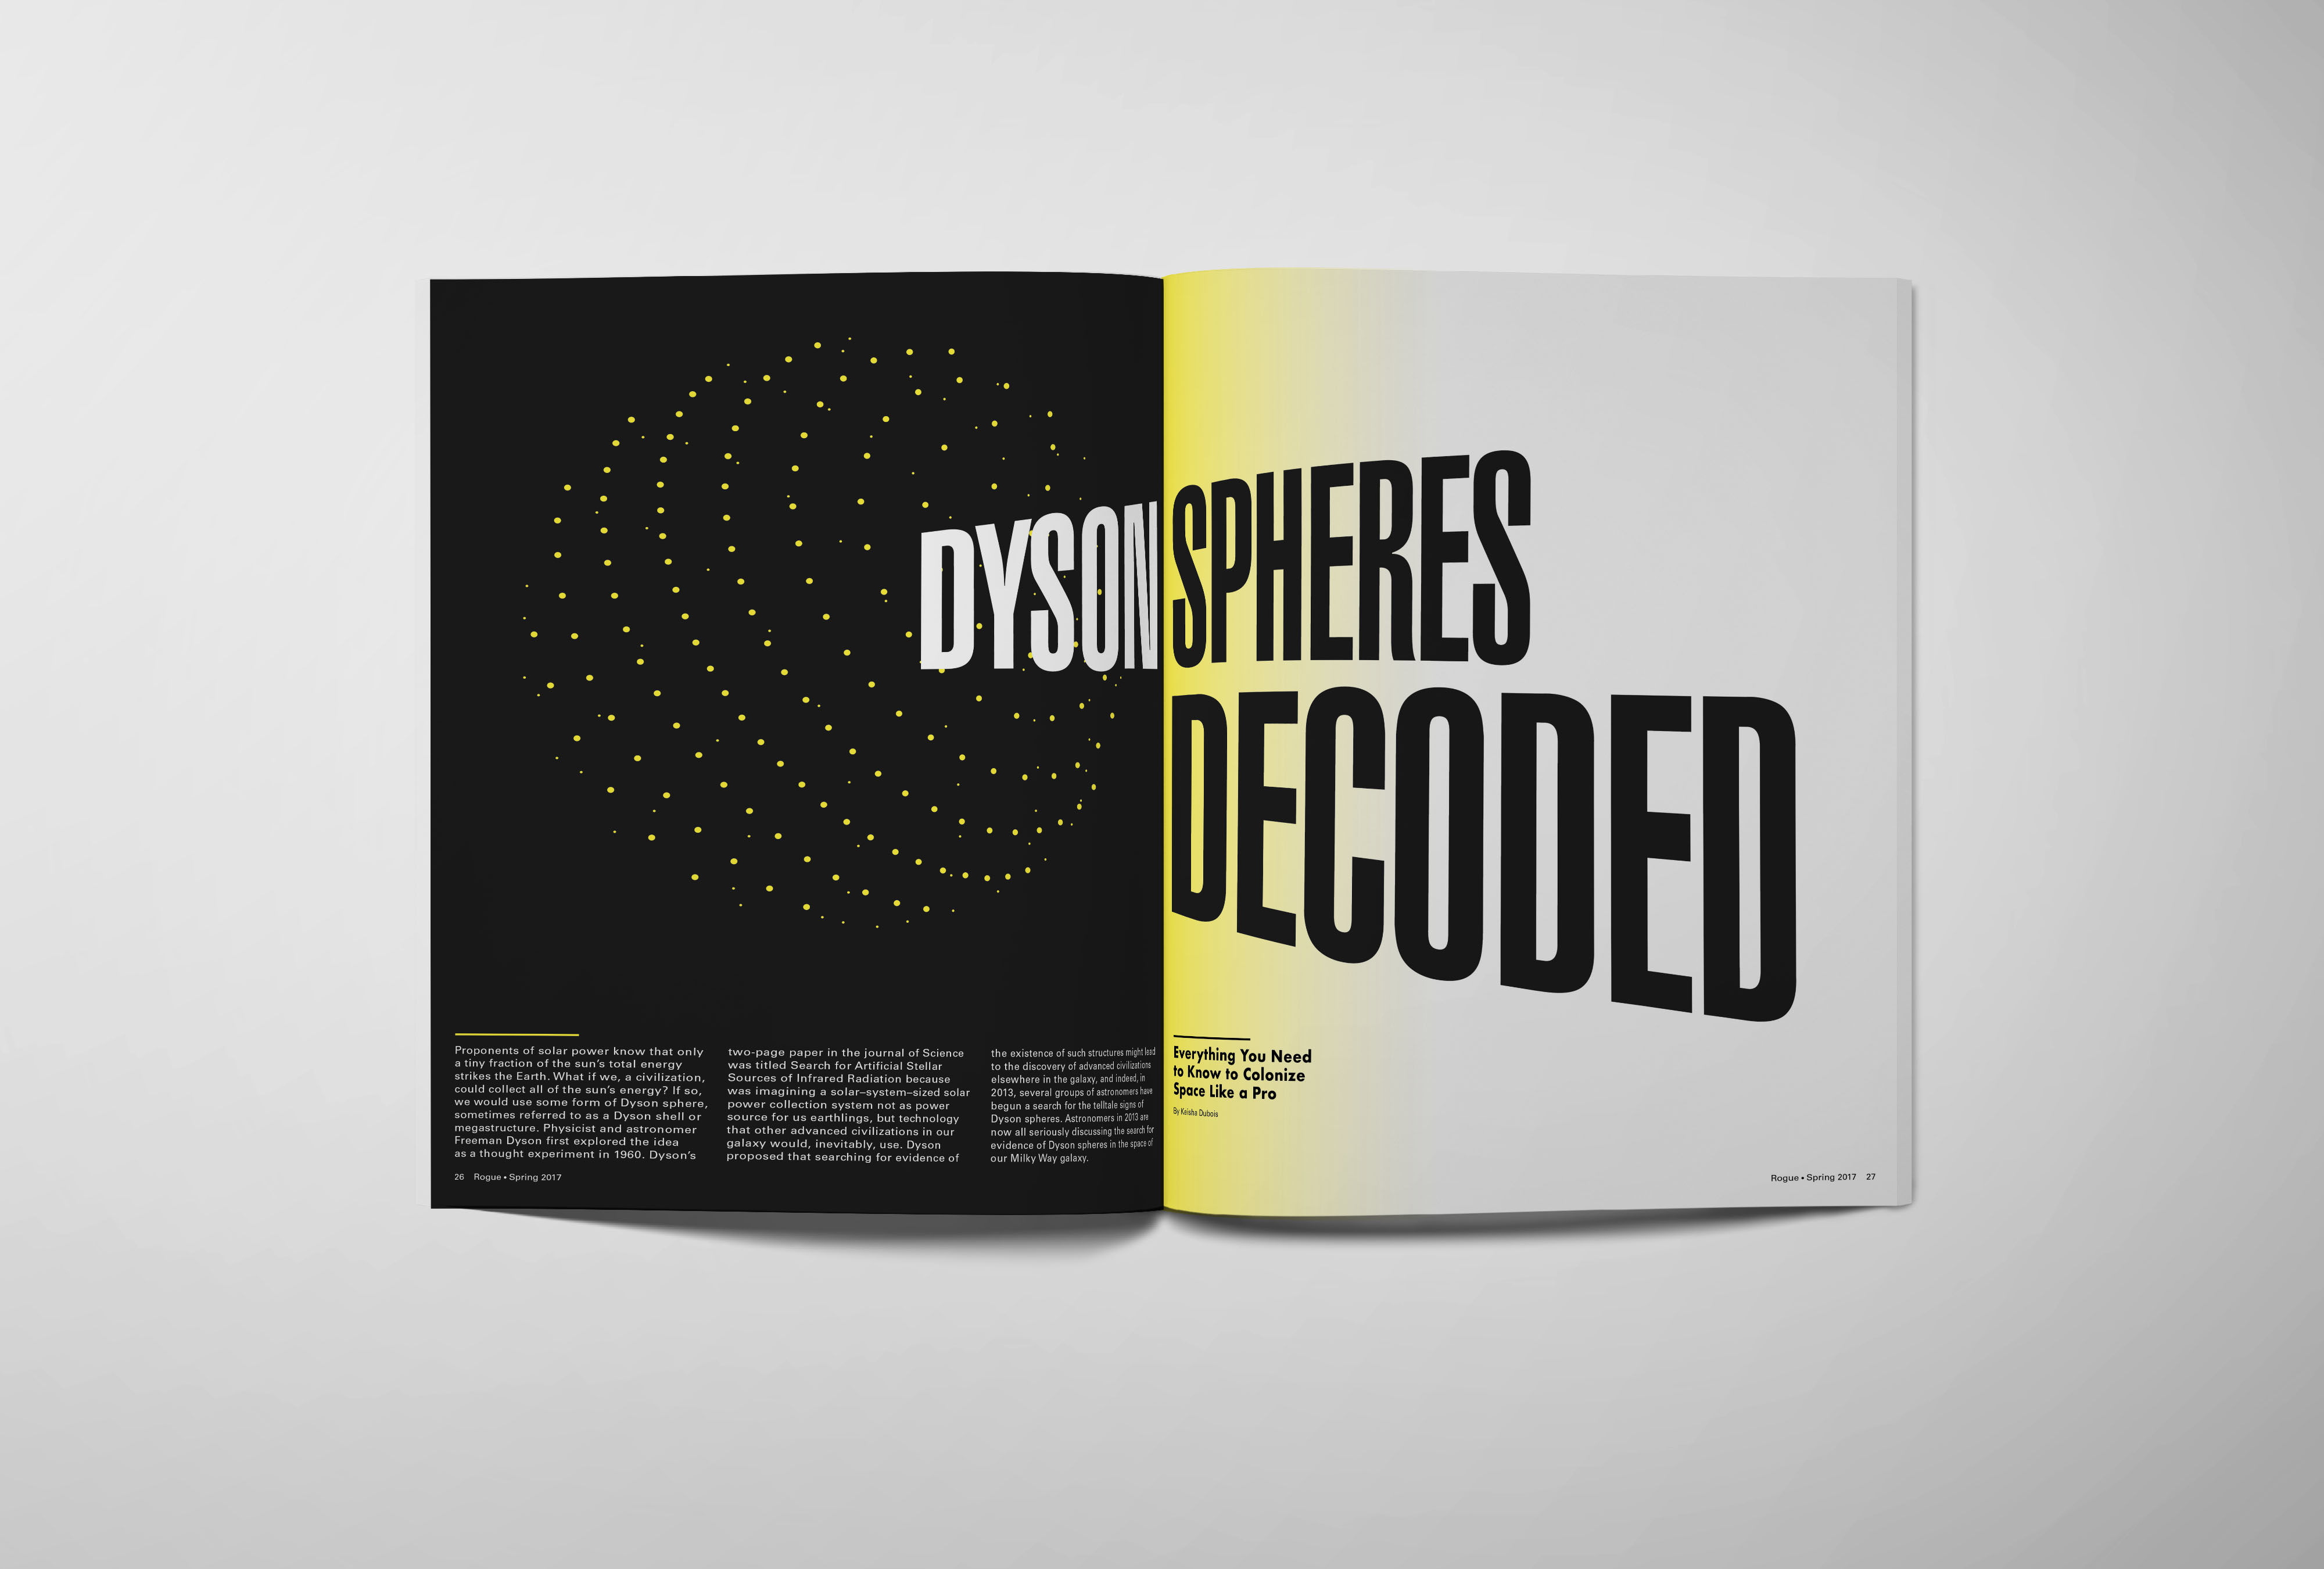 DYSON SPHERES
DECODED
Proponents of solar power know that only
a tiny fraction of the sun's total energy
strikes the Earth. What if we, a civilization,
could collect all of the sun's energy? If so,
we would use some form of Dyson sphere,
sometimes referred to as a Dyson shell or
megastructure. Physicist and astronomer
Freeman Dyson first explored the idea
as a thought experiment in 1960. Dyson's
two-page paper in the journal of Science
was titled Search for Artificial Stellar
Sources of Infrared Radiation because
was imagining a solar–system–sized solar
power collection system not as power
source for us earthlings, but technology
that other advanced civilizations in our
galaxy would, inevitably, use. Dyson
proposed that searching for evidence of
the existence of such structures might lead
to the discovery of advanced civilizations
elsewhere in the galaxy, and indeed, in
2013, several groups of astronomers have
begun a search for the telltale signs of
Dyson spheres. Astronomers in 2013 are
now all seriously discussing the search for
evidence of Dyson spheres in the space of
our Milky Way galaxy.
26 Rogue • Spring 2017
Everything You Need
to Know to Colonize
Space Like a Pro
By Keisha Dubois
Rogue • Spring 2017 27